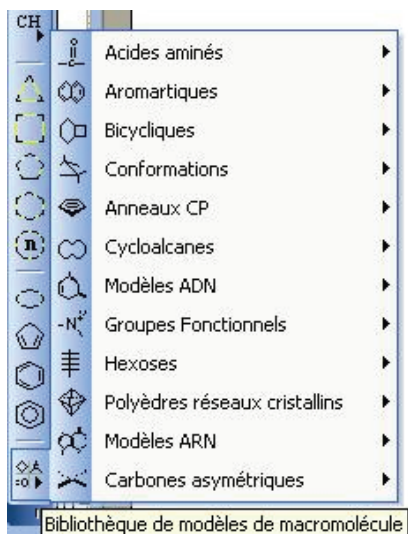 CH
Acides aminés
Aromartiques
Bicycliques
Conformations
Anneaux CP
Cycloalcanes
Modèles ADN
-N⁺ Groupes Fonctionnels
Hexoses
n
Polyèdres réseaux cristallins
Modèles ARN
Carbones asymétriques
Bibliothèque de modèles de macromolécule